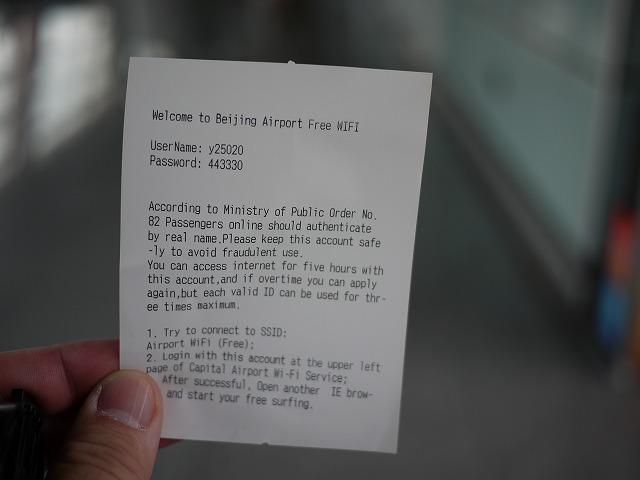 Welcome to Beijing Airport Free WIFI
UserName: y25020
Password: 443330
According to Ministry of Public Order No.
82 Passengers online should authenticate
by real name.Please keep this account safe
-ly to avoid fraudulent use.
You can access internet for five hours with
this account,and if overtime you can apply
again,but each valid ID can be used for thr-
ee times maximum.
1. Try to connect to SSID:
Airport WiFi (Free);
2. Login with this account at the upper left
page of Capital Airport Wi-Fi Service;
After successful, Open another IE brow-
and start your free surfing.